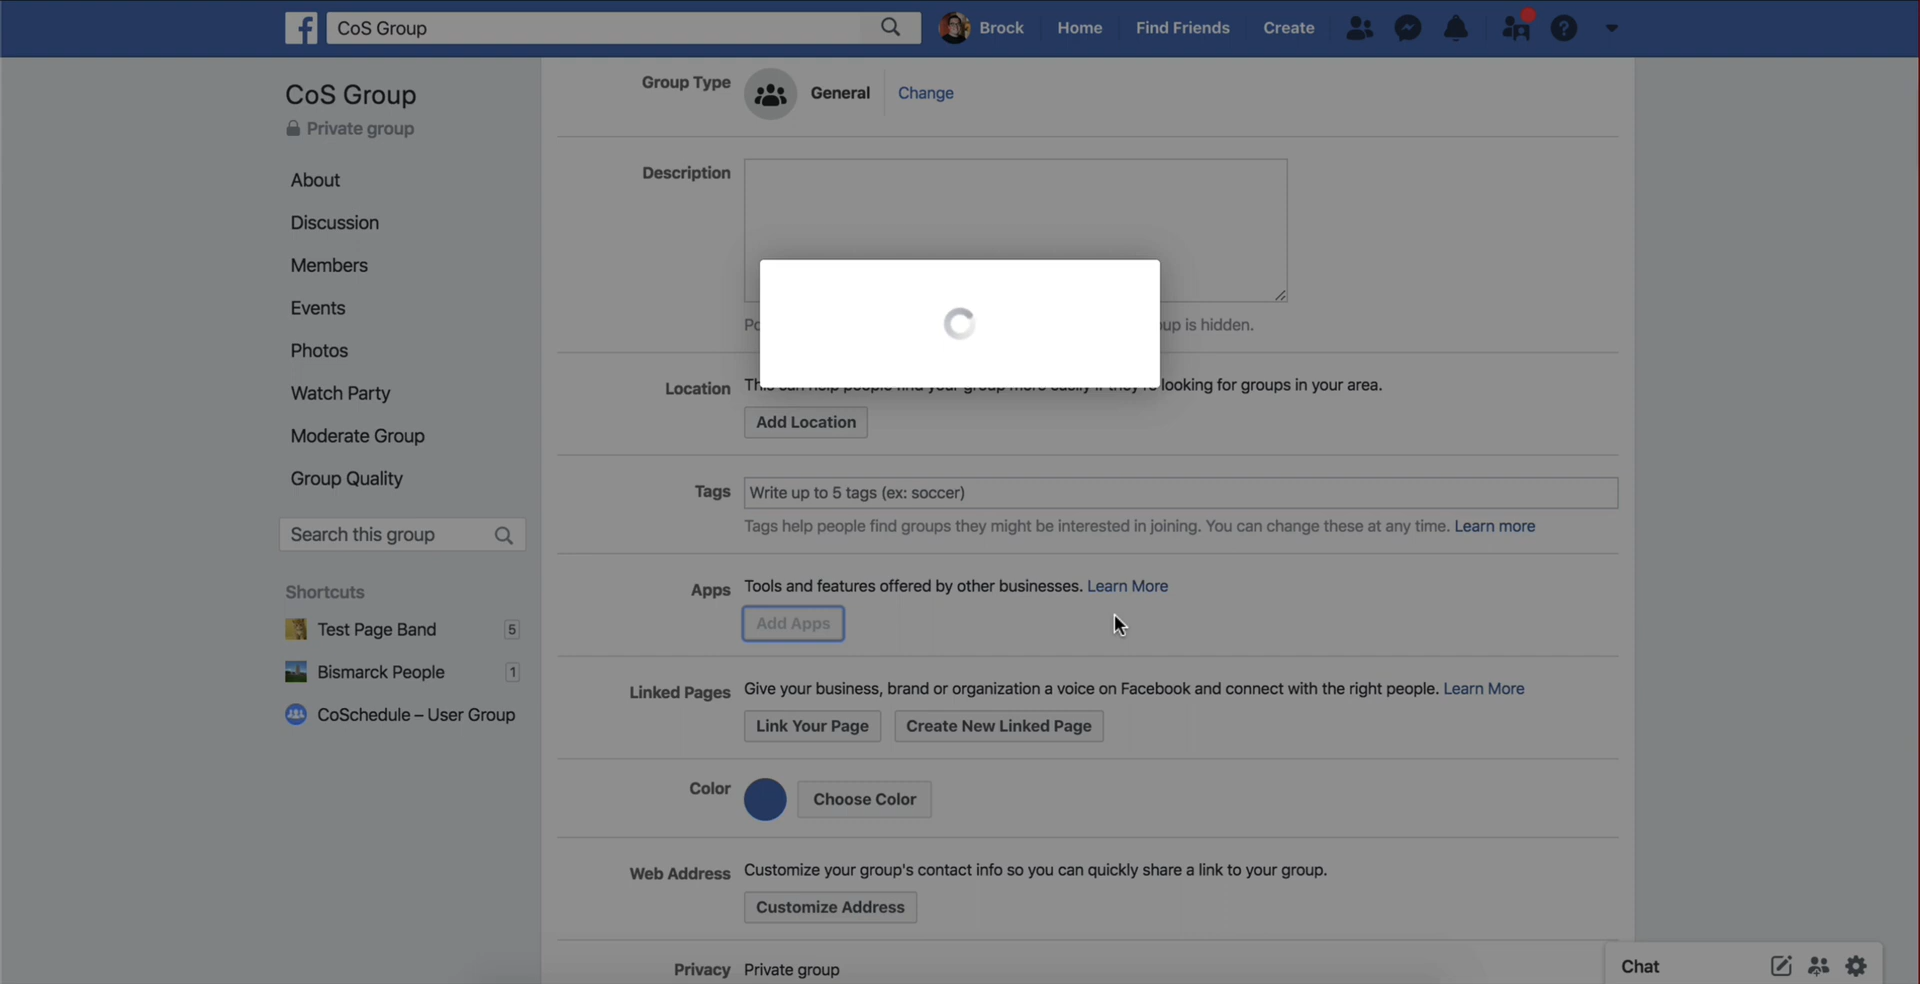 CoS Group
Brock
Home
Find Friends
Create
CoS Group
Private group
About
Discussion
Members
Events
Photos
Watch Party
Moderate Group
Group Quality
Search this group
Shortcuts
Test Page Band 5
Bismarck People 1
CoSchedule – User Group
Group Type General Change
Description
up is hidden.
Location looking for groups in your area.
Add Location
Tags Write up to 5 tags (ex: soccer)
Tags help people find groups they might be interested in joining. You can change these at any time. Learn more
Apps Tools and features offered by other businesses. Learn More
Add Apps
Linked Pages Give your business, brand or organization a voice on Facebook and connect with the right people. Learn More
Link Your Page Create New Linked Page
Color Choose Color
Web Address Customize your group's contact info so you can quickly share a link to your group.
Customize Address
Privacy Private group
Chat